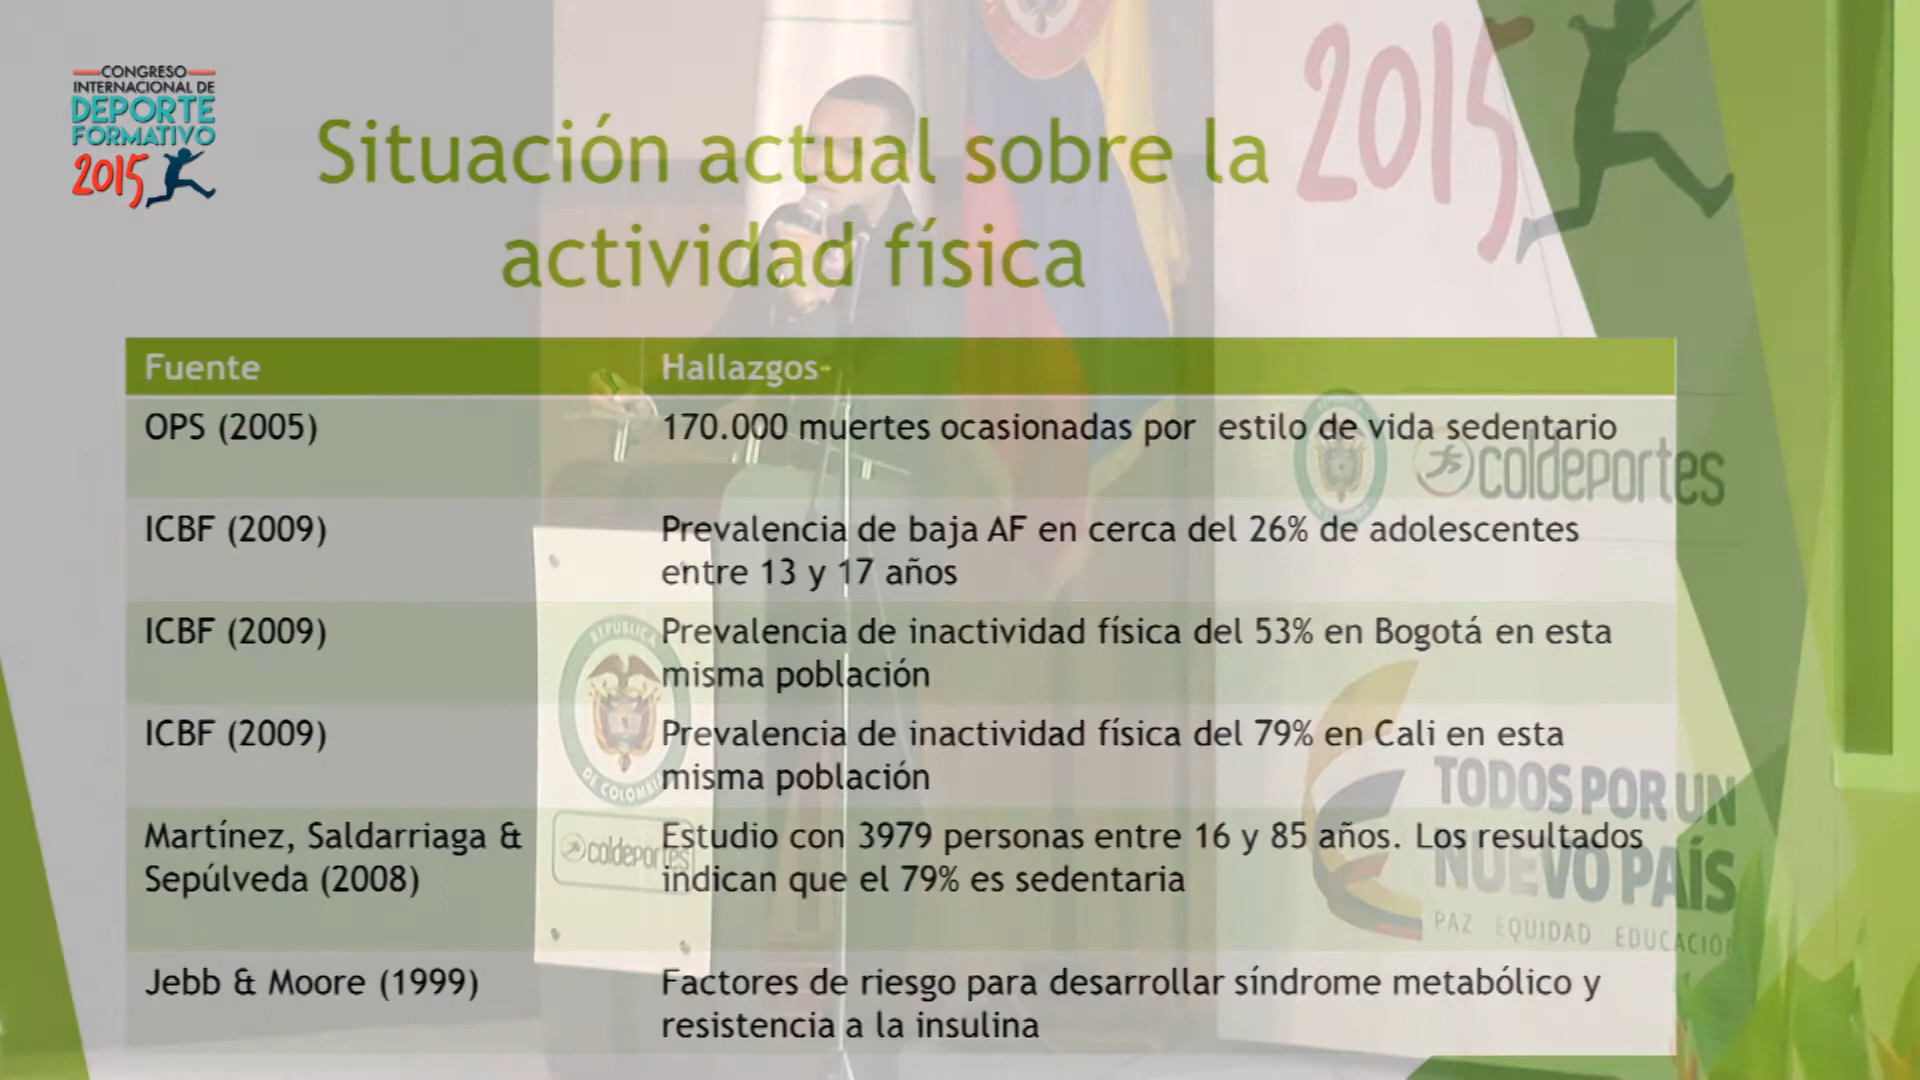 CONGRESO
INTERNACIONAL DE
DEPORTE
FORMATIVO
2015
2015
Situación actual sobre la
actividad física
Fuente
Hallazgos
OPS (2005)
170.000 muertes ocasionadas por estilo de vida sedentario
coldeportes
ICBF (2009)
Prevalencia de baja AF en cerca del 26% de adolescentes
entre 13 y 17 años
ICBF (2009)
Prevalencia de inactividad física del 53% en Bogotá en esta
misma población
REPÚBLICA
DE COLOMBIA
ICBF (2009)
Prevalencia de inactividad física del 79% en Cali en esta
misma población
TODOS POR UN
NUEVO PAÍS
PAZ EQUIDAD EDUCACIÓN
Martínez, Saldarriaga &
Sepúlveda (2008)
Estudio con 3979 personas entre 16 y 85 años. Los resultados
indican que el 79% es sedentaria
coldeportes
Jebb & Moore (1999)
Factores de riesgo para desarrollar síndrome metabólico y
resistencia a la insulina